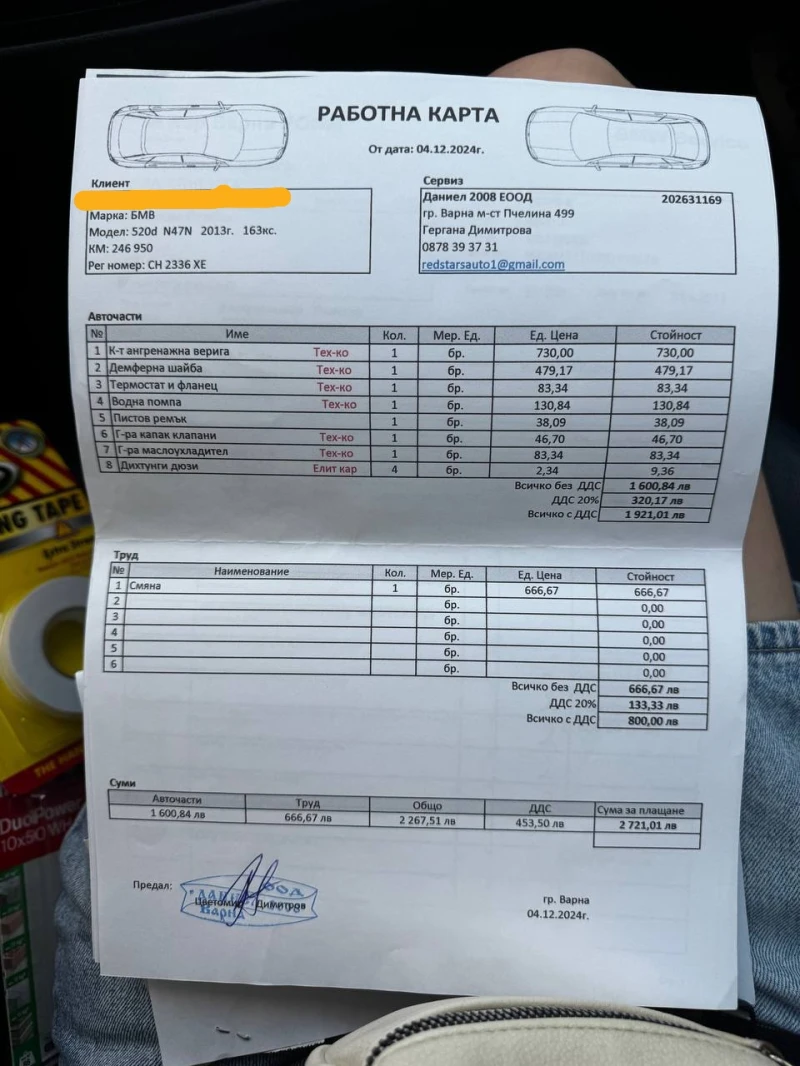 РАБОТНА КАРТА
От дата: 04.12.2024г.
Клиент
Марка: БМВ
Модел: 520d N47N 2013г. 163кс.
КМ: 246 950
Рег номер: СН 2336 ХЕ
Сервиз
Даниел 2008 ЕООД 202631169
гр. Варна м-ст Пчелина 499
Гергана Димитрова
0878 39 37 31
redstarsauto1@gmail.com
Авточасти
№ Име Кол. Мер. Ед. Ед. Цена Стойност
1 К-т ангренажна верига Тех-ко 1 бр. 730,00 730,00
2 Демферна шайба Тех-ко 1 бр. 479,17 479,17
3 Термостат и фланец Тех-ко 1 бр. 83,34 83,34
4 Водна помпа Тех-ко 1 бр. 130,84 130,84
5 Пистов ремък 1 бр. 38,09 38,09
6 Г-ра капак клапани Тех-ко 1 бр. 46,70 46,70
7 Г-ра маслоухладител Тех-ко 1 бр. 83,34 83,34
8 Дихтунги дюзи Елит кар 4 бр. 2,34 9,36
Всичко без ДДС 1 600,84 лв
ДДС 20% 320,17 лв
Всичко с ДДС 1 921,01 лв
Труд
№ Наименование Кол. Мер. Ед. Ед. Цена Стойност
1 Смяна 1 бр. 666,67 666,67
2 бр. 0,00
3 бр. 0,00
4 бр. 0,00
5 бр. 0,00
6 бр. 0,00
Всичко без ДДС 666,67 лв
ДДС 20% 133,33 лв
Всичко с ДДС 800,00 лв
Суми
Авточасти Труд Общо ДДС Сума за плащане
1 600,84 лв 666,67 лв 2 267,51 лв 453,50 лв 2 721,01 лв
Предал:
Димитров
Варна
гр. Варна
04.12.2024г.
NG TAPE
THE HA
DuoPower